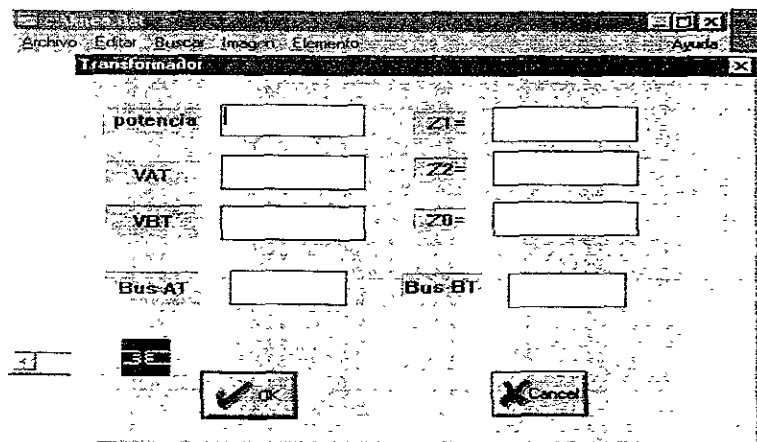 Archivo Editar Buscar Imagen Elemento Ayuda
Transformador
potencia Z1=
VAT Z2=
VBT Z0=
Bus AT Bus BT
OK Cancel